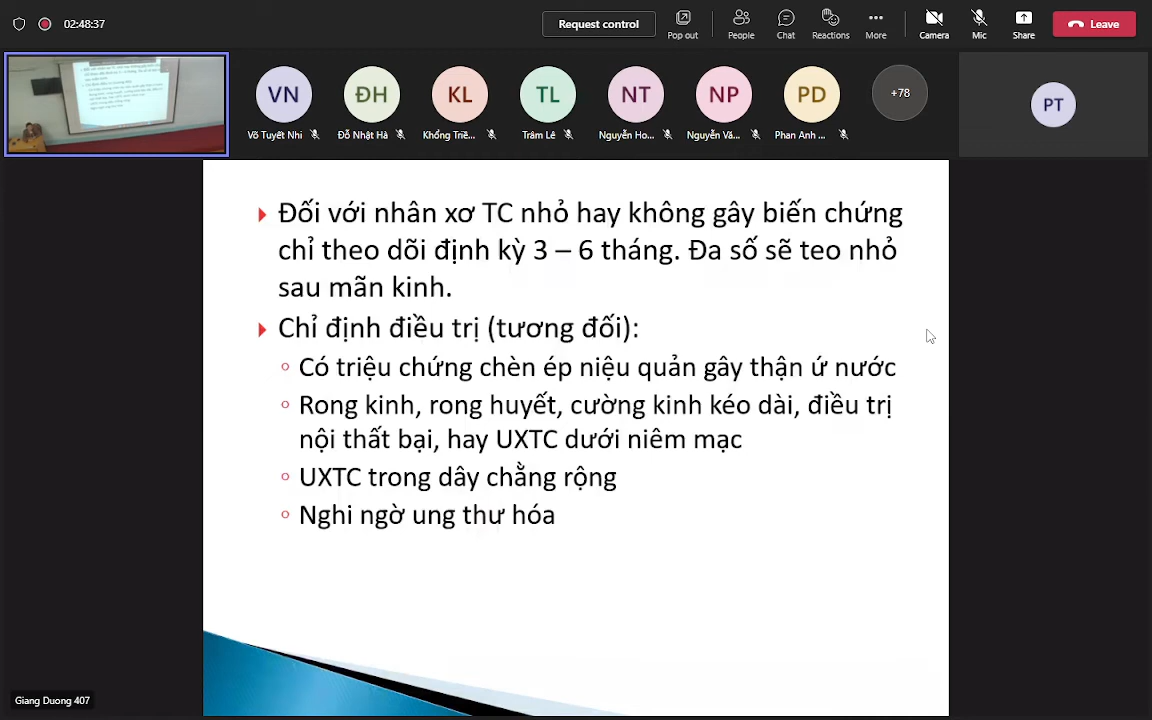 02:48:37
Request control
Pop out
People
Chat
Reactions
More
Camera
Mic
Share
Leave
VN
ĐH
KL
TL
NT
NP
PD
+78
PT
Võ Tuyết Nhi
Đỗ Nhật Hà
Khổng Triề...
Trâm Lê
Nguyễn Ho...
Nguyễn Vă...
Phan Anh ...
Đối với nhân xơ TC nhỏ hay không gây biến chứng
chỉ theo dõi định kỳ 3 – 6 tháng. Đa số sẽ teo nhỏ
sau mãn kinh.
Chỉ định điều trị (tương đối):
Có triệu chứng chèn ép niệu quản gây thận ứ nước
Rong kinh, rong huyết, cường kinh kéo dài, điều trị
nội thất bại, hay UXTC dưới niêm mạc
UXTC trong dây chằng rộng
Nghi ngờ ung thư hóa
Giang Duong 407